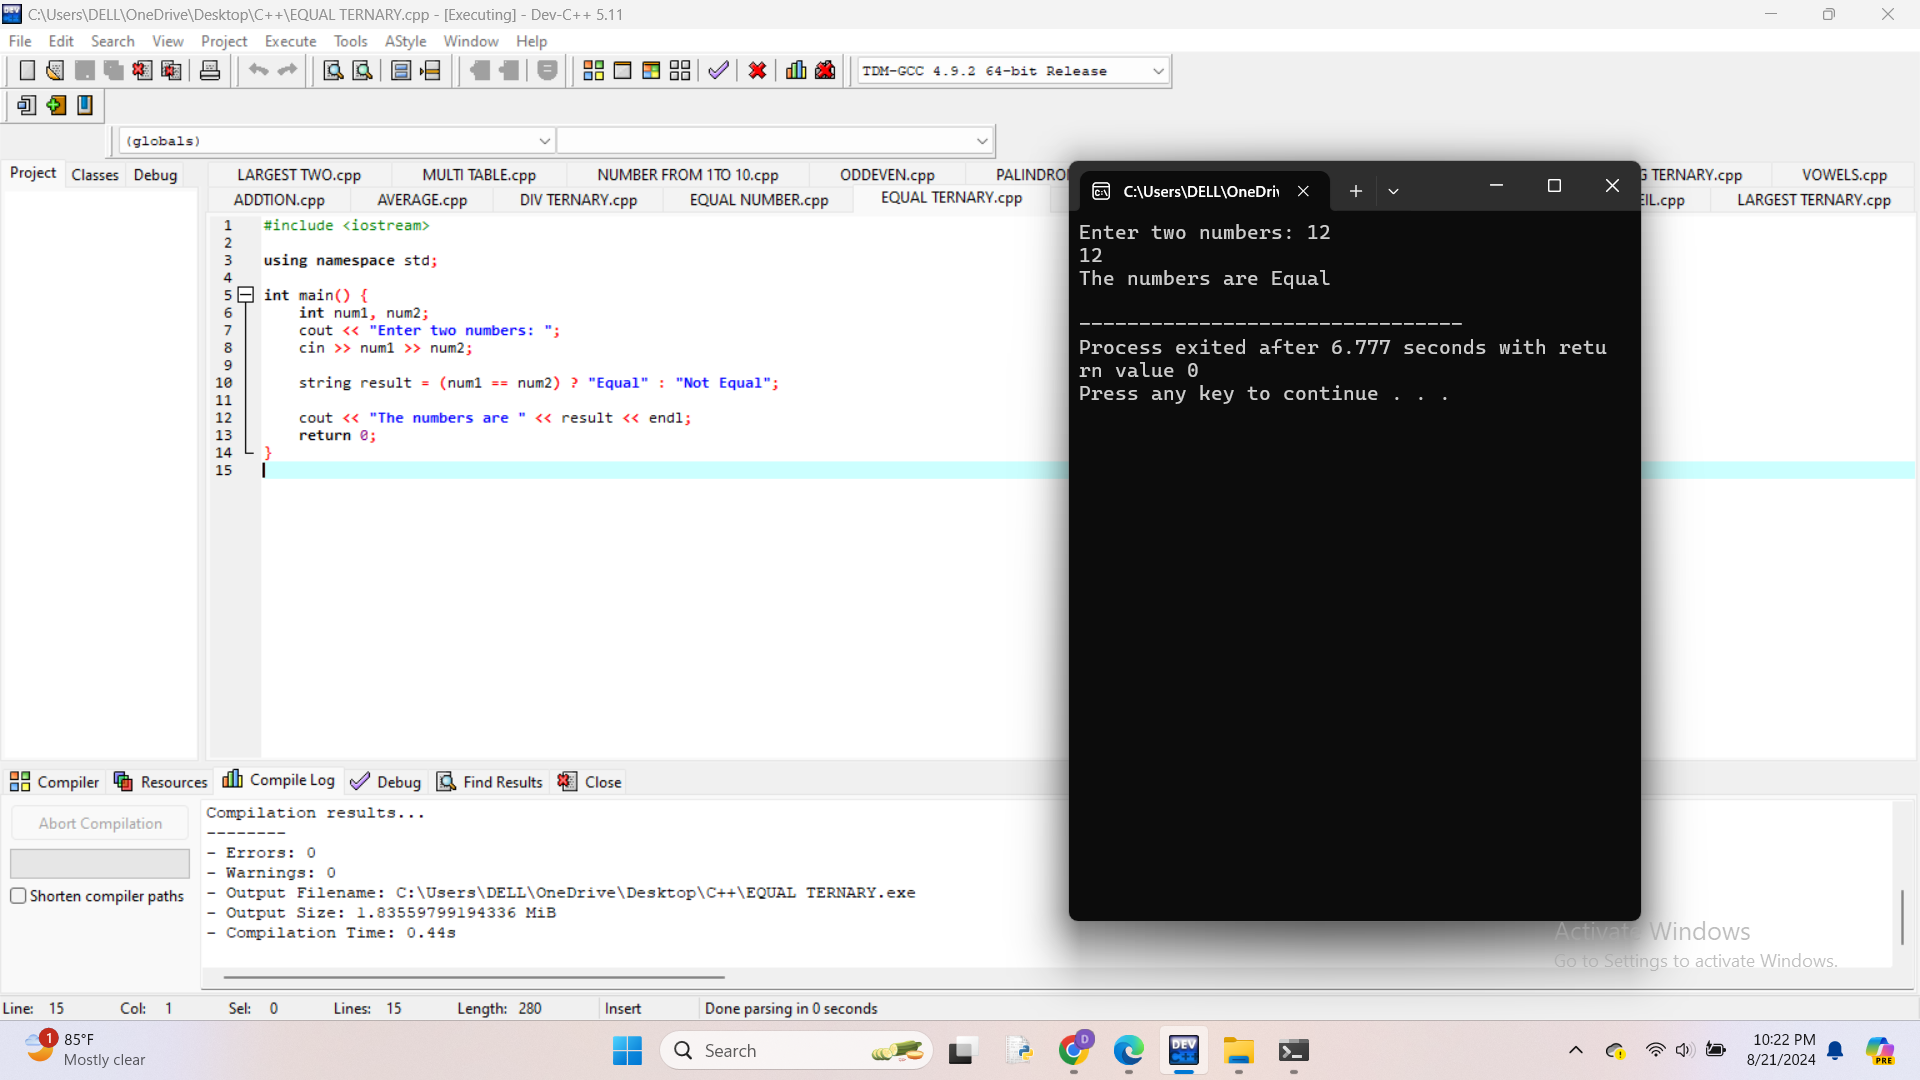 C:\Users\DELL\OneDrive\Desktop\C++\EQUAL TERNARY.cpp - [Executing] - Dev-C++ 5.11
File Edit Search View Project Execute Tools AStyle Window Help
TDM-GCC 4.9.2 64-bit Release
(globals)
Project Classes Debug
LARGEST TWO.cpp MULTI TABLE.cpp NUMBER FROM 1TO 10.cpp ODDEVEN.cpp PALINDRO G TERNARY.cpp VOWELS.cpp
ADDTION.cpp AVERAGE.cpp DIV TERNARY.cpp EQUAL NUMBER.cpp EQUAL TERNARY.cpp EIL.cpp LARGEST TERNARY.cpp
1 #include <iostream>
2
3 using namespace std;
4
5 int main() {
6 int num1, num2;
7 cout << "Enter two numbers: ";
8 cin >> num1 >> num2;
9
10 string result = (num1 == num2) ? "Equal" : "Not Equal";
11
12 cout << "The numbers are " << result << endl;
13 return 0;
14 }
15
C:\Users\DELL\OneDri
Enter two numbers: 12
12
The numbers are Equal
--------------------------------
Process exited after 6.777 seconds with retu
rn value 0
Press any key to continue . . .
Compiler Resources Compile Log Debug Find Results Close
Abort Compilation
Shorten compiler paths
Compilation results...
--------
- Errors: 0
- Warnings: 0
- Output Filename: C:\Users\DELL\OneDrive\Desktop\C++\EQUAL TERNARY.exe
- Output Size: 1.83559799194336 MiB
- Compilation Time: 0.44s
Activate Windows
Go to Settings to activate Windows.
Line: 15 Col: 1 Sel: 0 Lines: 15 Length: 280 Insert Done parsing in 0 seconds
1
85°F
Mostly clear
Search
D
DEV
C++
10:22 PM
8/21/2024
PRE